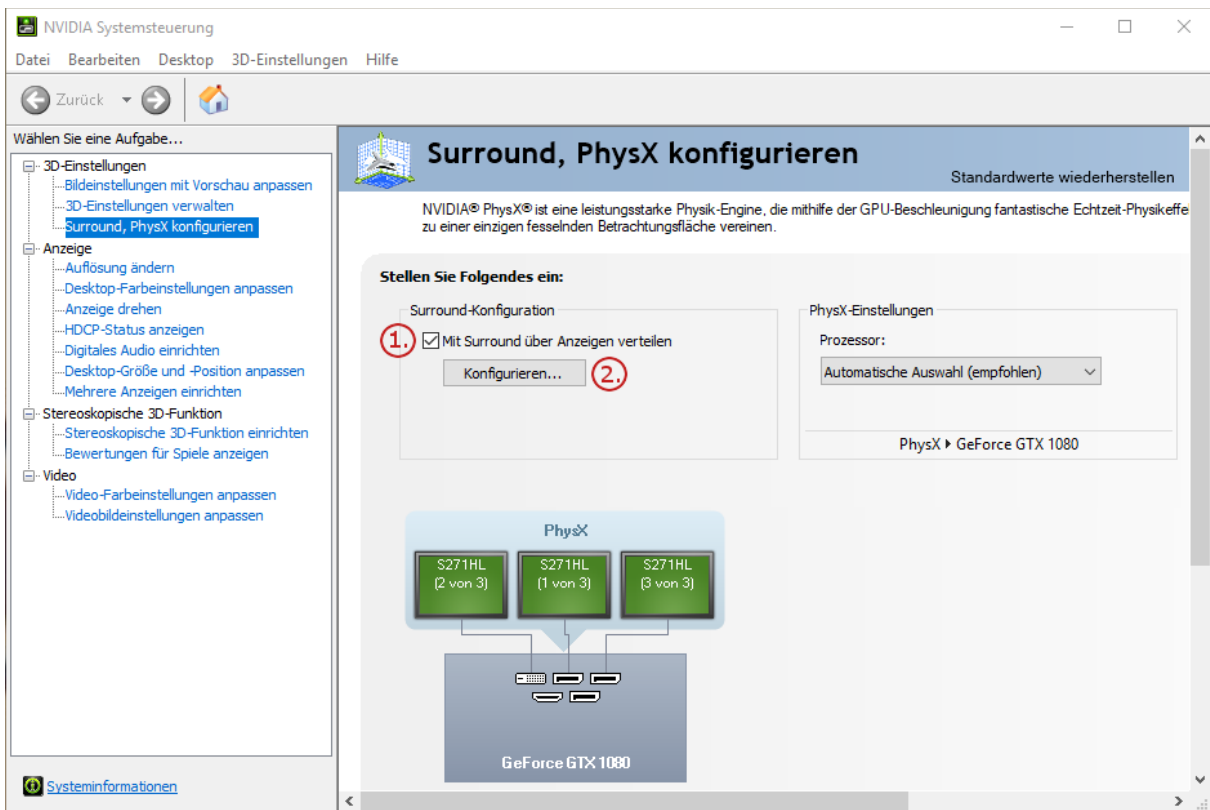 NVIDIA Systemsteuerung
Datei Bearbeiten Desktop 3D-Einstellungen Hilfe
Zurück
Wählen Sie eine Aufgabe...
3D-Einstellungen
Bildeinstellungen mit Vorschau anpassen
3D-Einstellungen verwalten
Surround, PhysX konfigurieren
Anzeige
Auflösung ändern
Desktop-Farbeinstellungen anpassen
Anzeige drehen
HDCP-Status anzeigen
Digitales Audio einrichten
Desktop-Größe und -Position anpassen
Mehrere Anzeigen einrichten
Stereoskopische 3D-Funktion
Stereoskopische 3D-Funktion einrichten
Bewertungen für Spiele anzeigen
Video
Video-Farbeinstellungen anpassen
Videobildeinstellungen anpassen
Systeminformationen
Surround, PhysX konfigurieren
Standardwerte wiederherstellen
NVIDIA® PhysX® ist eine leistungsstarke Physik-Engine, die mithilfe der GPU-Beschleunigung fantastische Echtzeit-Physikeffe
zu einer einzigen fesselnden Betrachtungsfläche vereinen.
Stellen Sie Folgendes ein:
Surround-Konfiguration
1. Mit Surround über Anzeigen verteilen
Konfigurieren... 2.
PhysX-Einstellungen
Prozessor:
Automatische Auswahl (empfohlen)
PhysX ▸ GeForce GTX 1080
PhysX
S271HL S271HL S271HL
(2 von 3) (1 von 3) (3 von 3)
GeForce GTX 1080